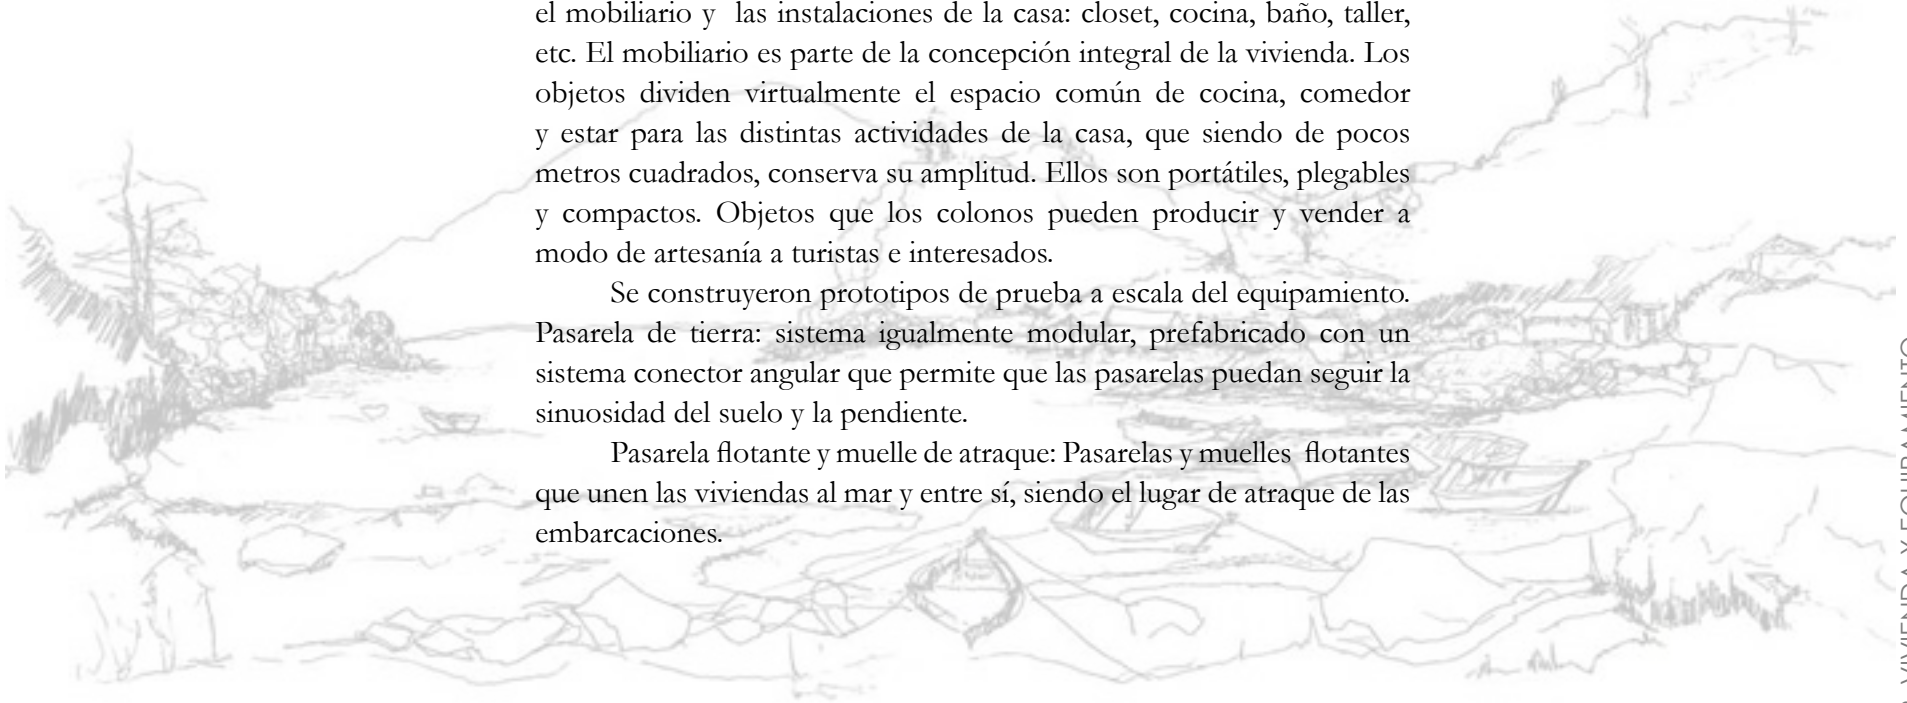 el mobiliario y las instalaciones de la casa: closet, cocina, baño, taller,
etc. El mobiliario es parte de la concepción integral de la vivienda. Los
objetos dividen virtualmente el espacio común de cocina, comedor
y estar para las distintas actividades de la casa, que siendo de pocos
metros cuadrados, conserva su amplitud. Ellos son portátiles, plegables
y compactos. Objetos que los colonos pueden producir y vender a
modo de artesanía a turistas e interesados.
Se construyeron prototipos de prueba a escala del equipamiento.
Pasarela de tierra: sistema igualmente modular, prefabricado con un
sistema conector angular que permite que las pasarelas puedan seguir la
sinuosidad del suelo y la pendiente.
Pasarela flotante y muelle de atraque: Pasarelas y muelles flotantes
que unen las viviendas al mar y entre sí, siendo el lugar de atraque de las
embarcaciones.
VIVIENDA Y EQUIPAMIENTO